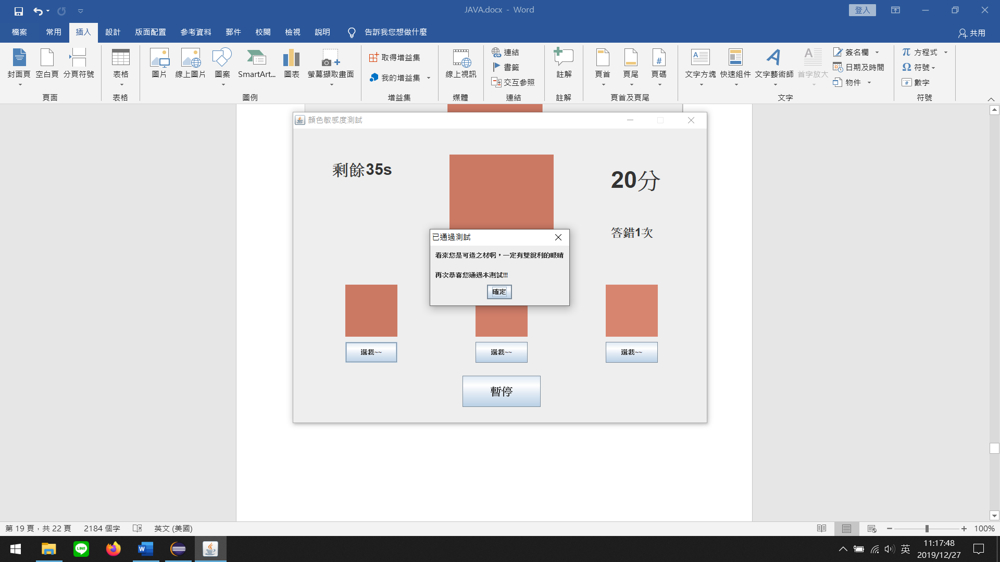 JAVA.docx - Word
登入
檔案 常用 插入 設計 版面配置 參考資料 郵件 校閱 檢視 說明 告訴我您想做什麼 共用
封面頁 空白頁 分頁符號 表格 圖片 線上圖片 圖案 SmartArt... 圖表 螢幕擷取畫面 取得增益集 我的增益集 線上視訊 連結 書籤 交互參照 註解 頁首 頁尾 頁碼 文字方塊 快速組件 文字藝術師 首字放大 簽名欄 日期及時間 物件 方程式 符號 數字
頁面 表格 圖例 增益集 媒體 連結 註解 頁首及頁尾 文字 符號
顏色敏感度測試
剩餘35s
20分
答錯1次
已通過測試
看來您是可造之材啊，一定有雙銳利的眼睛
再次恭喜您通過本測試!!!
確定
選我~~ 選我~~ 選我~~
暫停
第 19 頁，共 22 頁 2184 個字 英文 (美國) 100%
LINE
英
11:17:48
2019/12/27